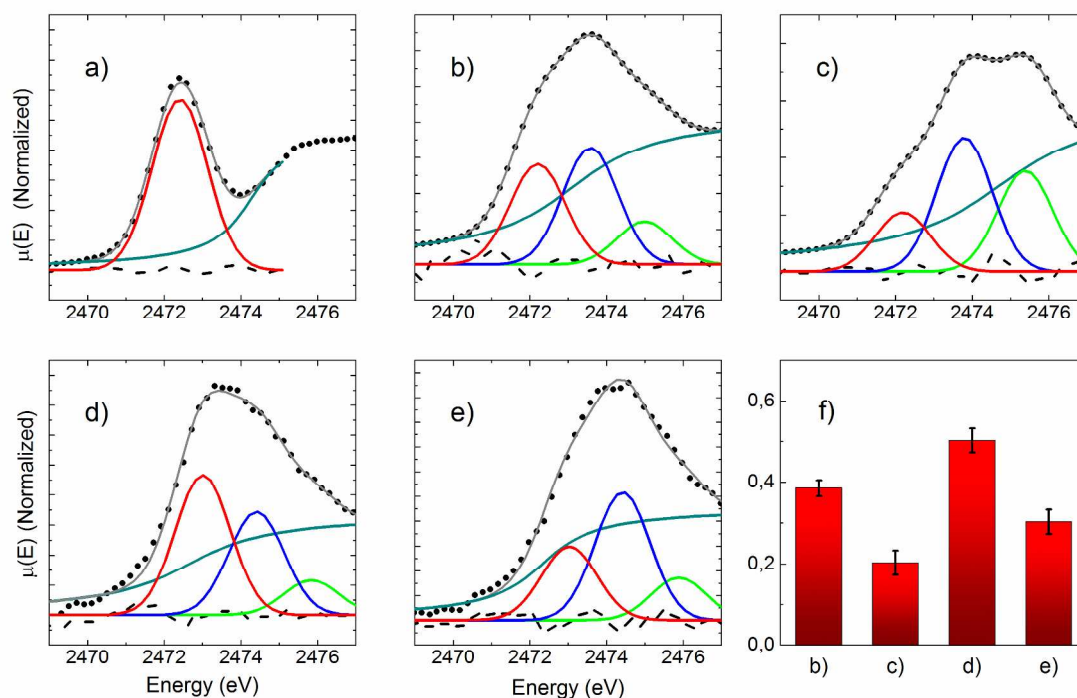 a)
b)
c)
μ(E) (Normalized)
2470 2472 2474 2476
2470 2472 2474 2476
2470 2472 2474 2476
d)
e)
f)
μ(E) (Normalized)
0,6
0,4
0,2
0,0
2470 2472 2474 2476
2470 2472 2474 2476
b) c) d) e)
Energy (eV)
Energy (eV)